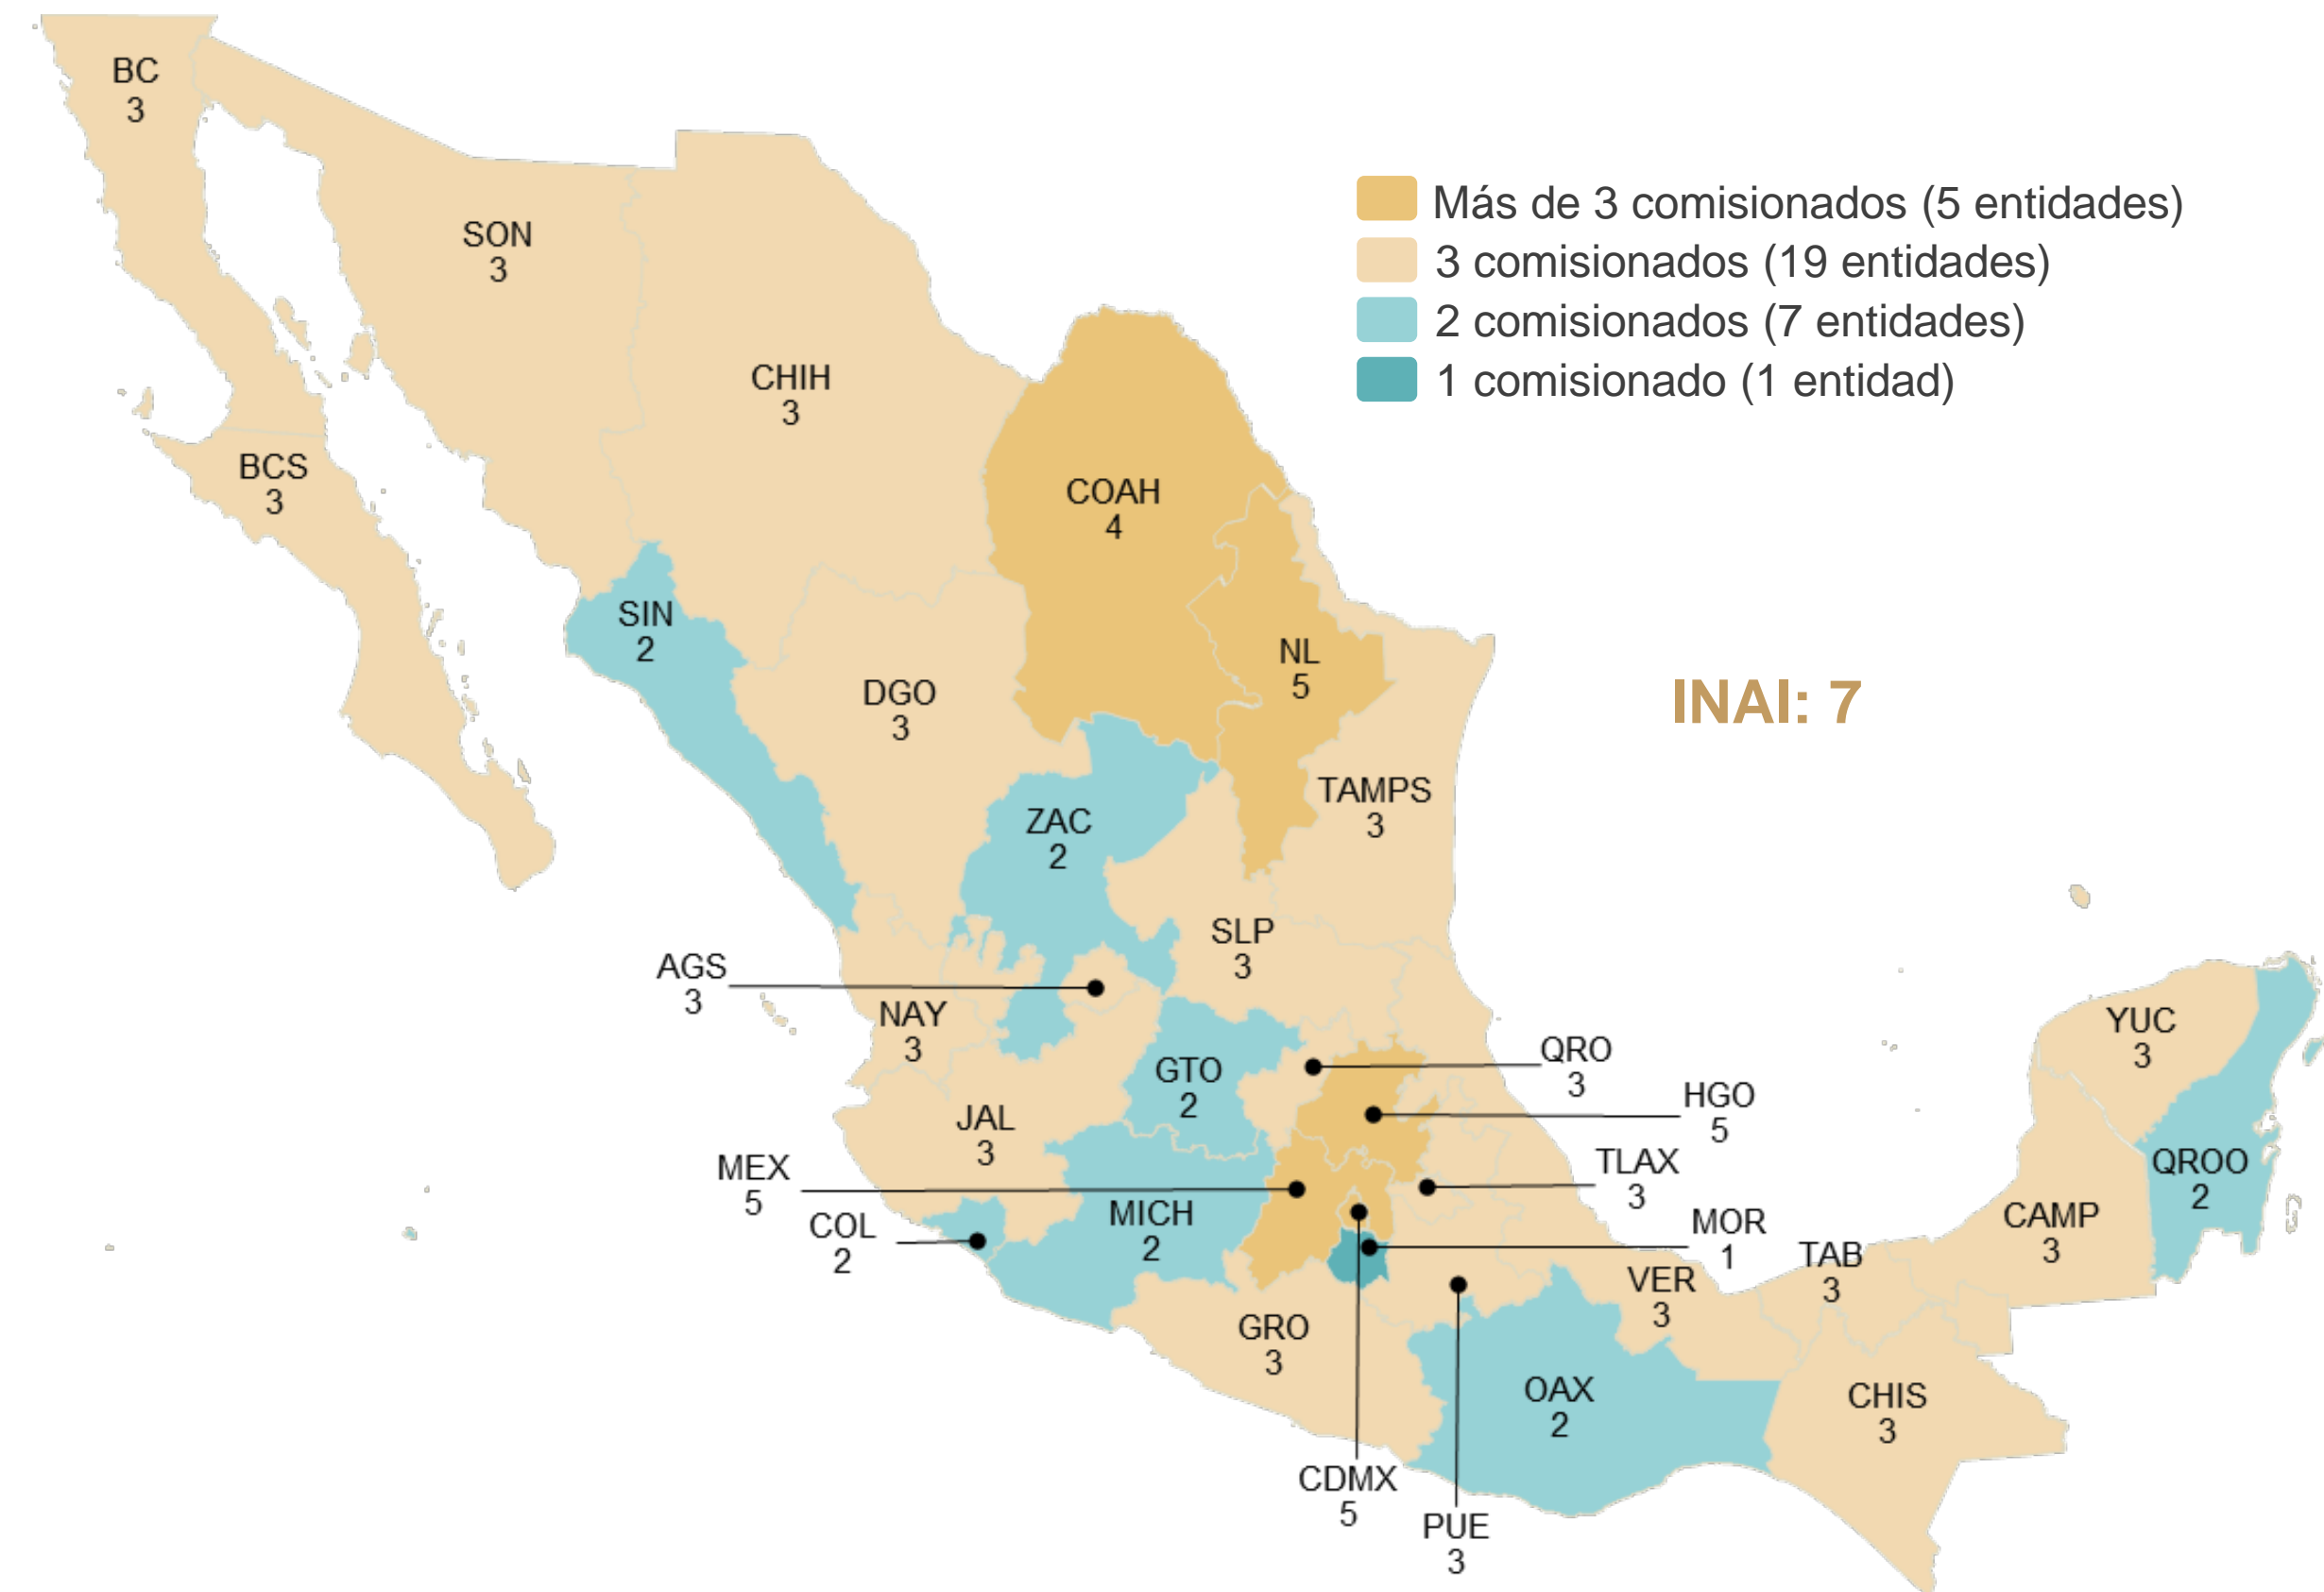 BC
3
SON
3
Más de 3 comisionados (5 entidades)
3 comisionados (19 entidades)
2 comisionados (7 entidades)
1 comisionado (1 entidad)
CHIH
3
BCS
3
COAH
4
SIN
2
NL
5
DGO
3
INAI: 7
TAMPS
3
ZAC
2
SLP
3
AGS
3
NAY
3
YUC
3
QRO
3
GTO
2
HGO
5
JAL
3
MEX
5
TLAX
3
QROO
2
COL
2
MICH
2
MOR
1
CAMP
3
TAB
3
VER
3
GRO
3
OAX
2
CHIS
3
CDMX
5
PUE
3